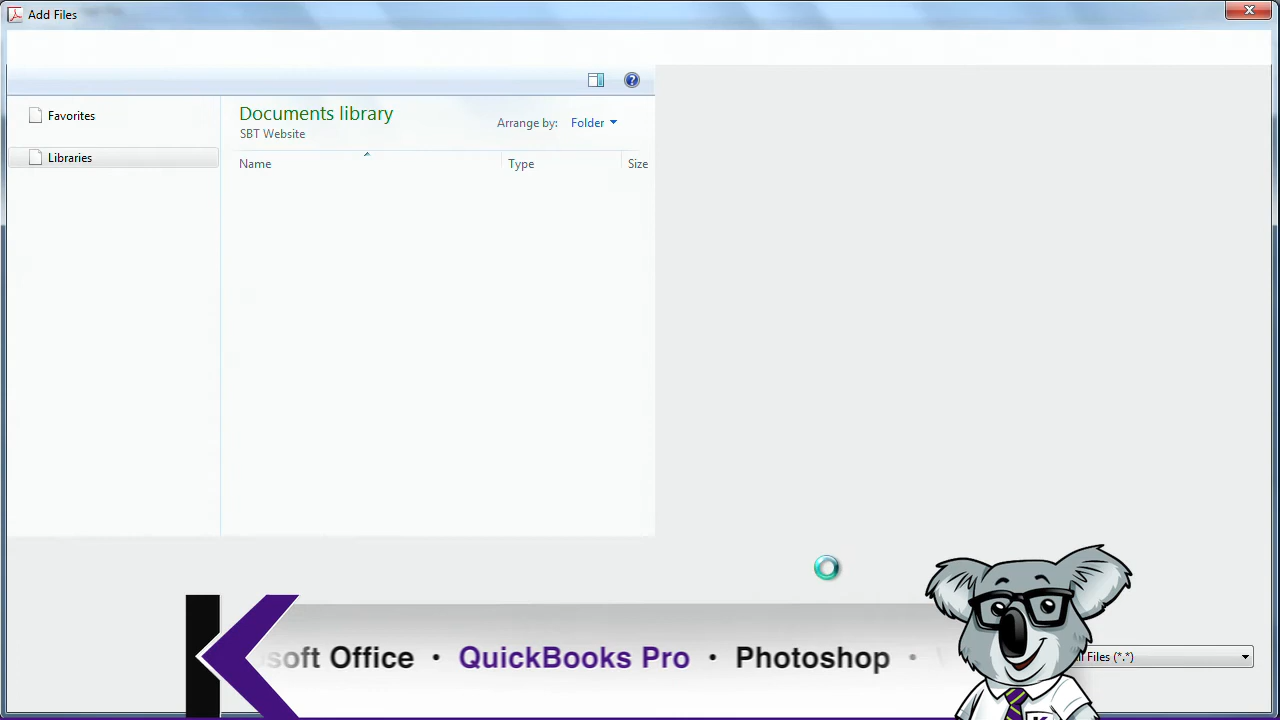 Add Files
Favorites
Libraries
Documents library
SBT Website
Arrange by: Folder
Name Type Size
soft Office · QuickBooks Pro · Photoshop ·
Files (*.*)
K